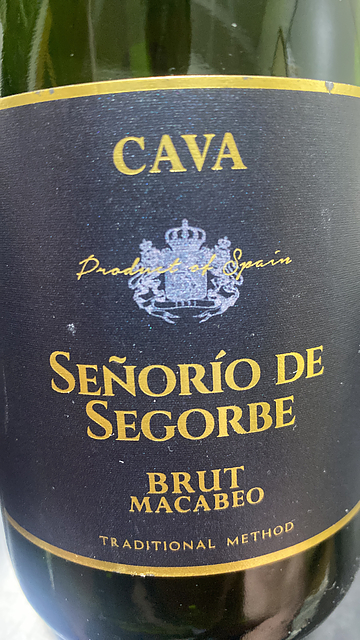 CAVA
Product of Spain
SEÑORÍO DE
SEGORBE
BRUT
MACABEO
TRADITIONAL METHOD